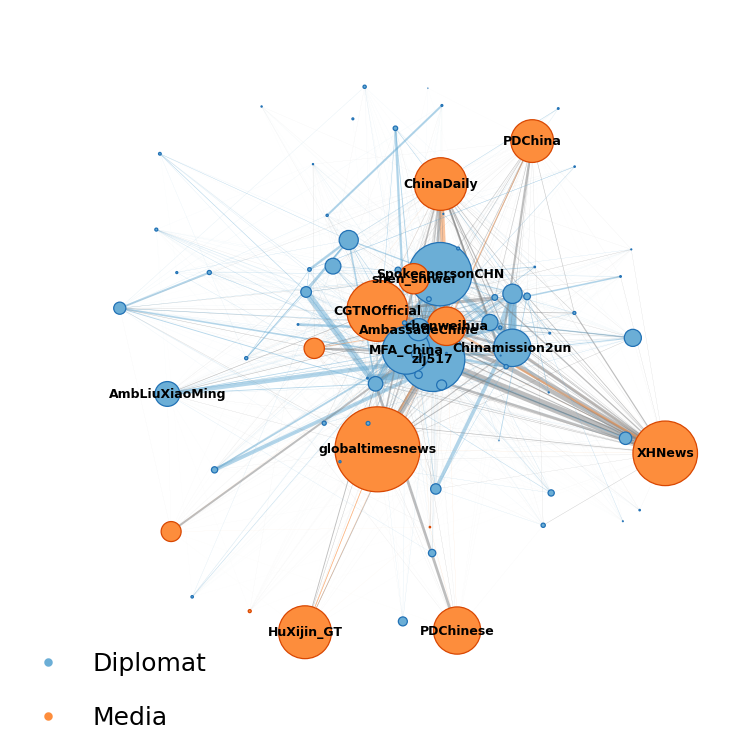 PDChina
ChinaDaily
SpokespersonCHN
shen_shiwei
CGTNOfficial
chenweihua
AmbassadeChine
MFA_China
Chinamission2un
zlj517
AmbLiuXiaoMing
globaltimesnews
XHNews
HuXijin_GT
PDChinese
Diplomat
Media